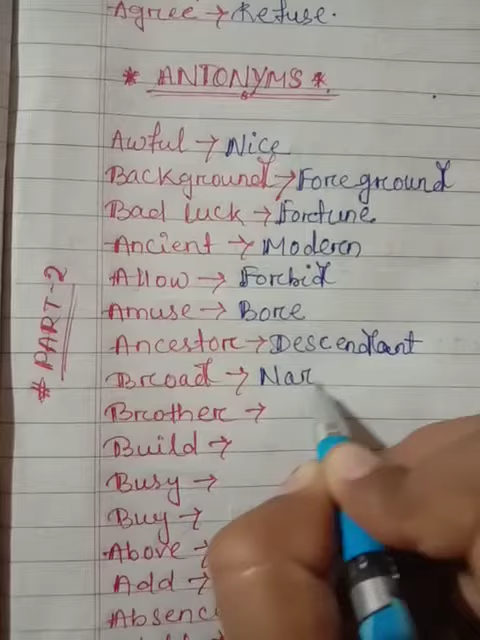 Agree → Refuse.
* ANTONYMS *
Awful → Nice
Background → Foreground
Bad luck → Fortune
Ancient → Modern
Allow → Forbid
Amuse → Bore
Ancestor → Descendant
Broad → Nar
Brother →
Build →
Busy →
Buy →
Above →
Add →
Absenc
* PART-2